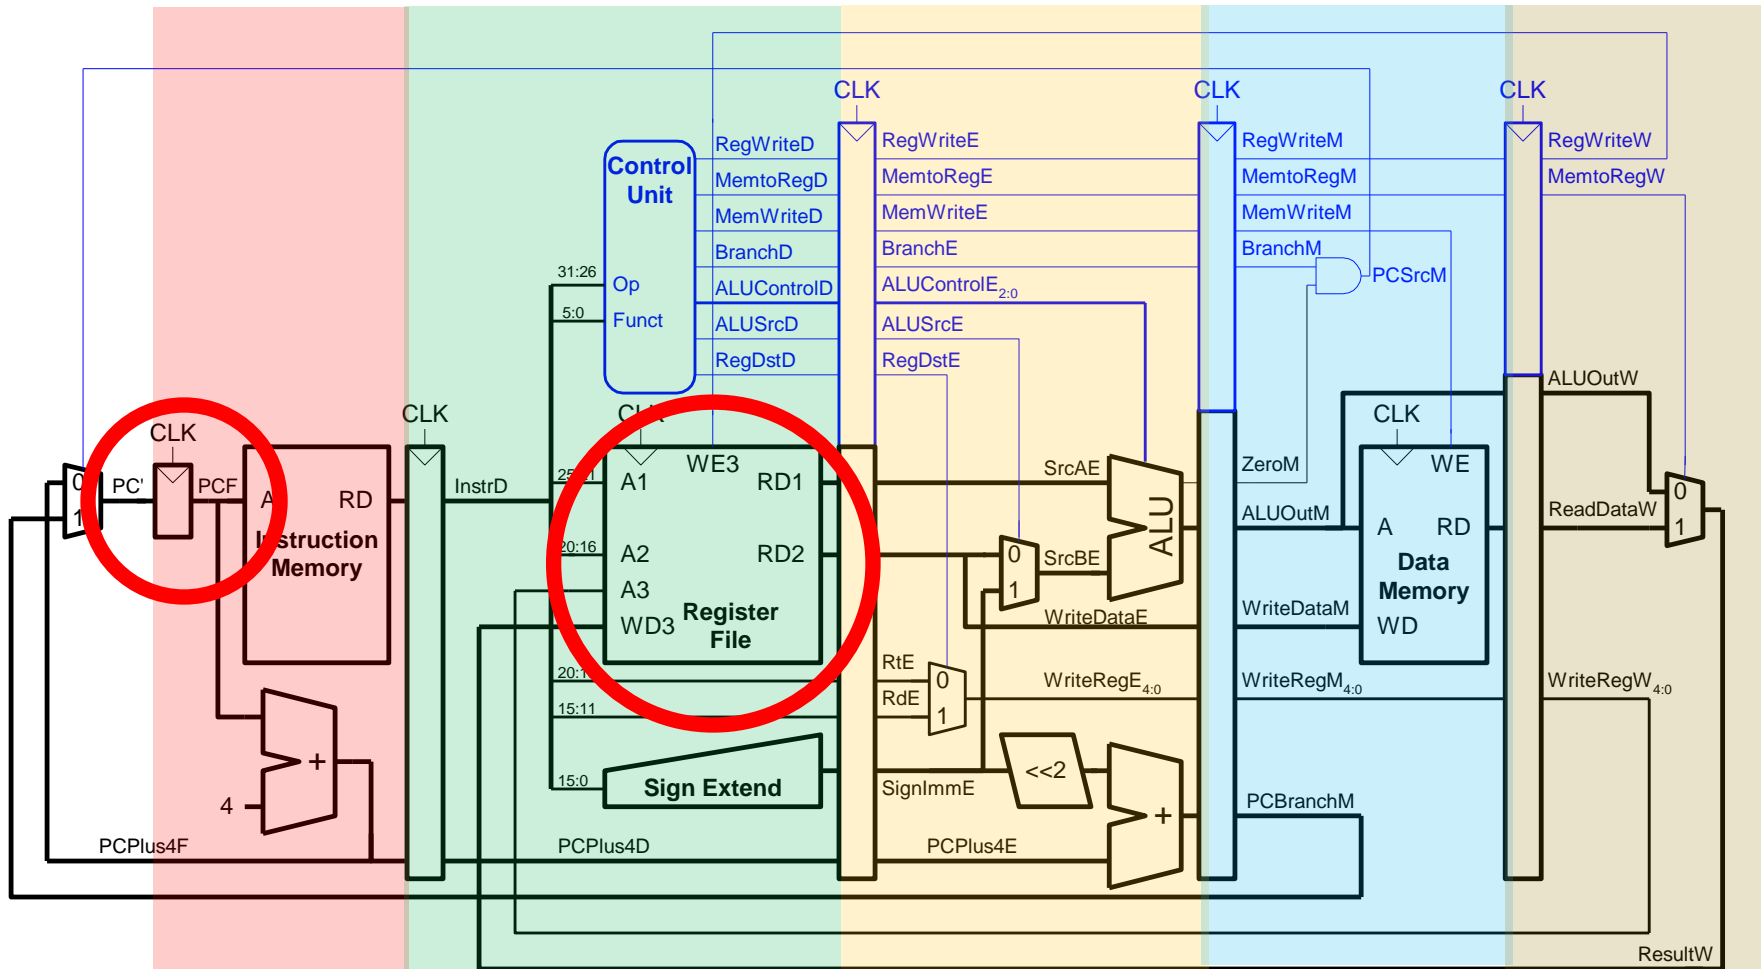 CLK
CLK
CLK
Control
Unit
Op
Funct
31:26
5:0
RegWriteD
MemtoRegD
MemWriteD
BranchD
ALUControlD
ALUSrcD
RegDstD
RegWriteE
MemtoRegE
MemWriteE
BranchE
ALUControlE2:0
ALUSrcE
RegDstE
RegWriteM
MemtoRegM
MemWriteM
BranchM
PCSrcM
RegWriteW
MemtoRegW
0
1
PC'
CLK
PCF
A
RD
Instruction
Memory
4
+
PCPlus4F
CLK
InstrD
20:16
15:11
15:0
CLK
WE3
A1
RD1
A2
RD2
A3
WD3
Register
File
Sign Extend
PCPlus4D
SrcAE
0
1
SrcBE
ALU
WriteDataE
RtE
RdE
0
1
WriteRegE4:0
SignImmE
<<2
+
PCPlus4E
ZeroM
ALUOutM
WriteDataM
WriteRegM4:0
PCBranchM
CLK
WE
A
RD
Data
Memory
WD
ALUOutW
ReadDataW
0
1
WriteRegW4:0
ResultW